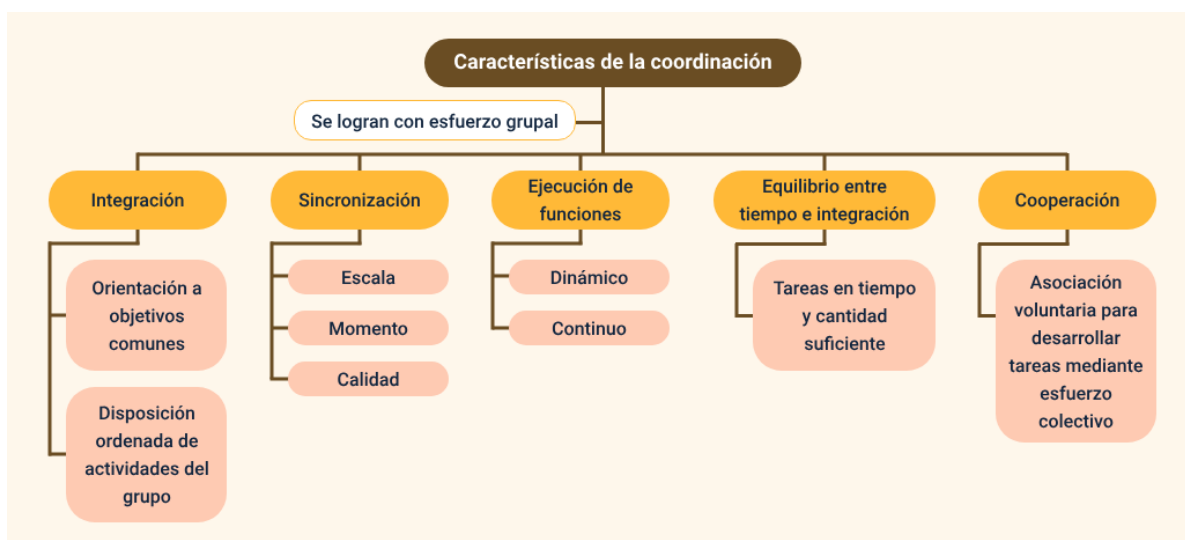 Características de la coordinación
Se logran con esfuerzo grupal
Integración
Orientación a
objetivos
comunes
Disposición
ordenada de
actividades del
grupo
Sincronización
Escala
Momento
Calidad
Ejecución de
funciones
Dinámico
Continuo
Equilibrio entre
tiempo e integración
Tareas en tiempo
y cantidad
suficiente
Cooperación
Asociación
voluntaria para
desarrollar
tareas mediante
esfuerzo
colectivo